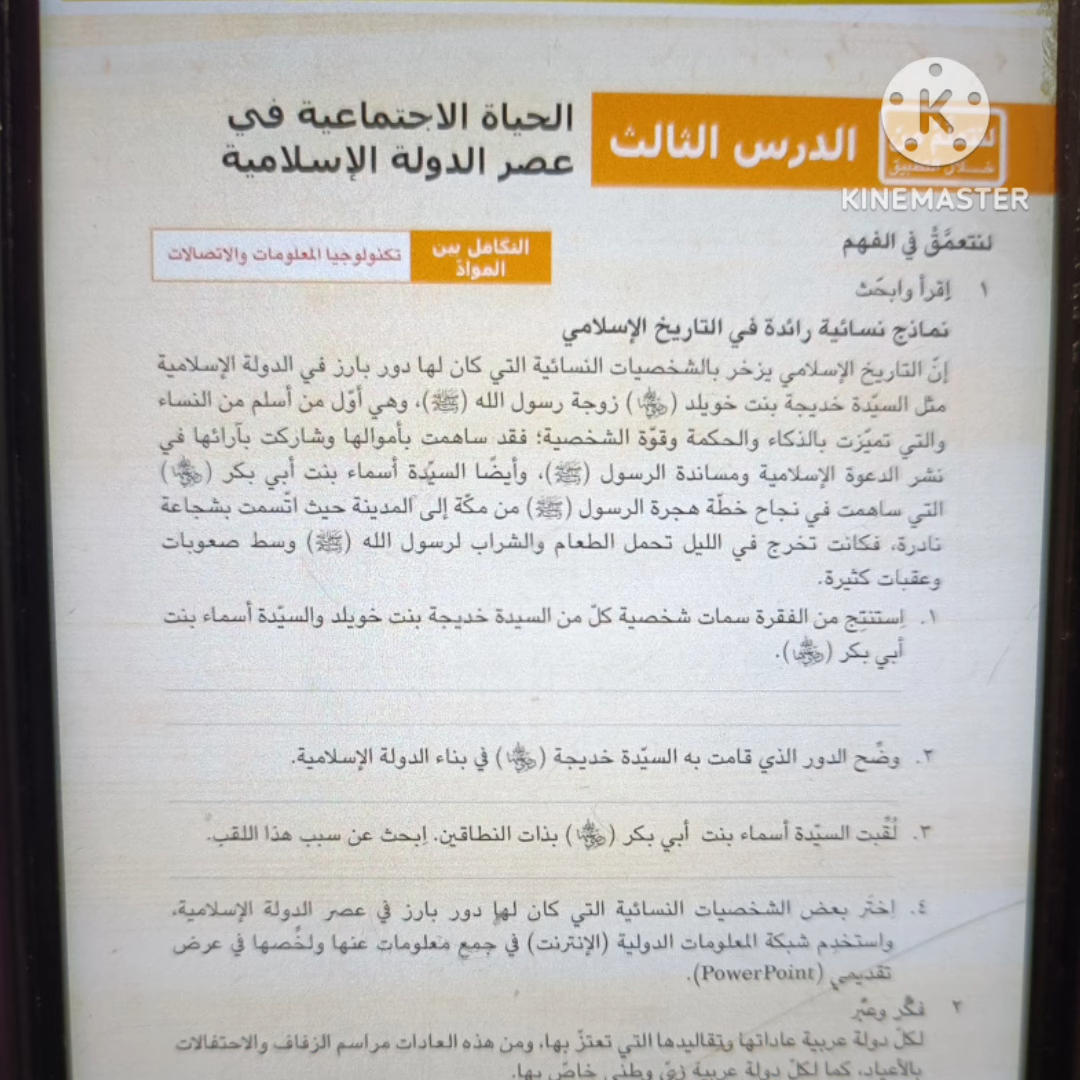 لنتعلم من
خلال التطبيق
الدرس الثالث
الحياة الاجتماعية في
عصر الدولة الإسلامية
K
KINEMASTER
لنتعمَّقْ في الفهم
التكامل بين
الموادّ
تكنولوجيا المعلومات والاتصالات
١ اِقرأ وابحَث
نماذج نسائية رائدة في التاريخ الإسلامي
إنّ التاريخ الإسلامي يزخر بالشخصيات النسائية التي كان لها دور بارز في الدولة الإسلامية
مثل السيّدة خديجة بنت خويلد (رضي الله عنها) زوجة رسول الله (ﷺ)، وهي أوّل من أسلم من النساء
والتي تميّزت بالذكاء والحكمة وقوّة الشخصية؛ فقد ساهمت بأموالها وشاركت بآرائها في
نشر الدعوة الإسلامية ومساندة الرسول (ﷺ)، وأيضًا السيّدة أسماء بنت أبي بكر (رضي الله عنها)
التي ساهمت في نجاح خطّة هجرة الرسول (ﷺ) من مكّة إلى المدينة حيث اتّسمت بشجاعة
نادرة، فكانت تخرج في الليل تحمل الطعام والشراب لرسول الله (ﷺ) وسط صعوبات
وعقبات كثيرة.
١. اِستنتِج من الفقرة سمات شخصية كلّ من السيدة خديجة بنت خويلد والسيّدة أسماء بنت
أبي بكر (رضي الله عنها).
٢. وضِّح الدور الذي قامت به السيّدة خديجة (رضي الله عنها) في بناء الدولة الإسلامية.
٣. لُقِّبت السيّدة أسماء بنت أبي بكر (رضي الله عنها) بذات النطاقين. اِبحث عن سبب هذا اللقب.
٤. اِختَر بعض الشخصيات النسائية التي كان لها دور بارز في عصر الدولة الإسلامية،
واستخدِم شبكة المعلومات الدولية (الإنترنت) في جمع معلومات عنها ولخِّصها في عرض
تقديمي (PowerPoint).
٢ فكِّر وعبِّر
لكلّ دولة عربية عاداتها وتقاليدها التي تعتزّ بها، ومن هذه العادات مراسم الزفاف والاحتفالات
بالأعياد، كما لكلّ دولة عربية زيّ وطني خاصّ بها.